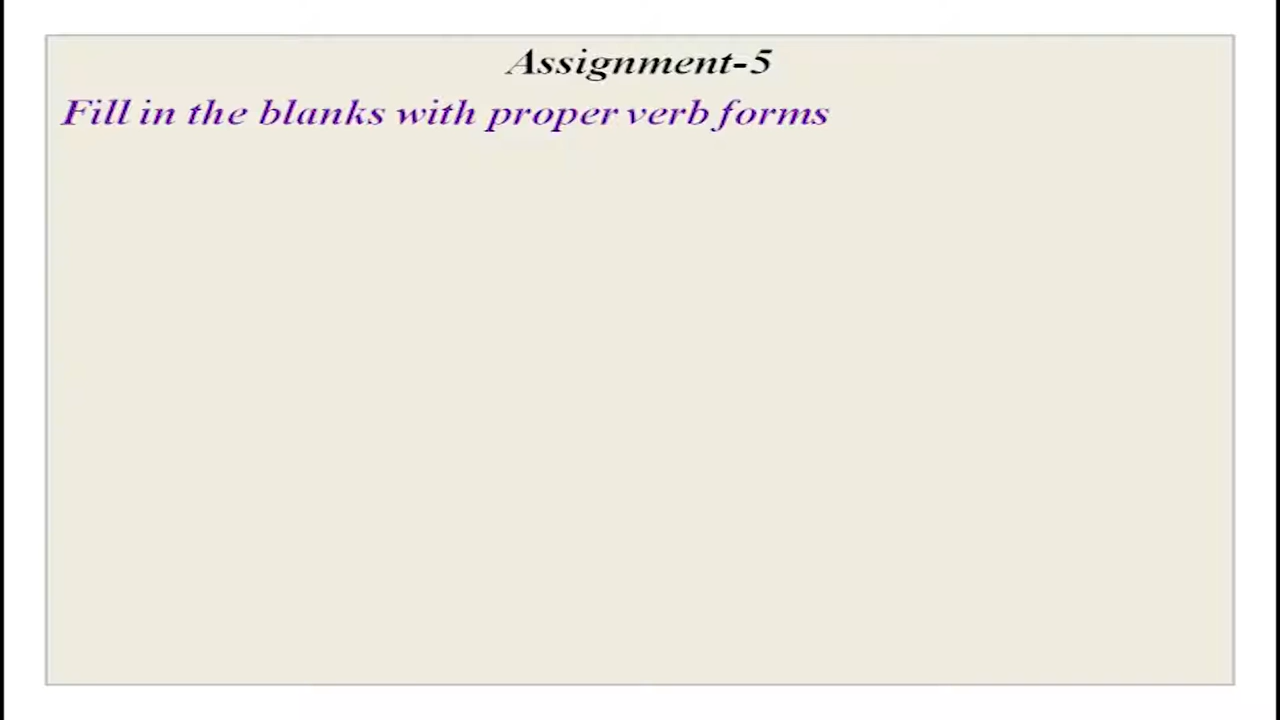 Assignment-5
Fill in the blanks with proper verb forms